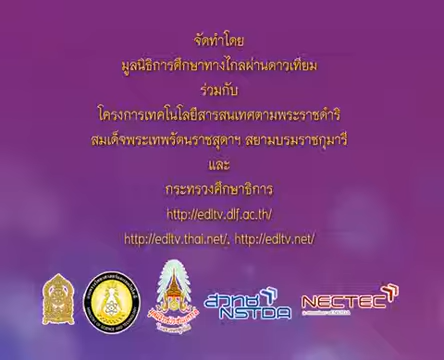 จัดทำโดย
มูลนิธิการศึกษาทางไกลผ่านดาวเทียม
ร่วมกับ
โครงการเทคโนโลยีสารสนเทศตามพระราชดำริ
สมเด็จพระเทพรัตนราชสุดาฯ สยามบรมราชกุมารี
และ
กระทรวงศึกษาธิการ
http://edltv.dlf.ac.th/
http://edltv.thai.net/, http://edltv.net/
สวทช NECTEC
NSTDA